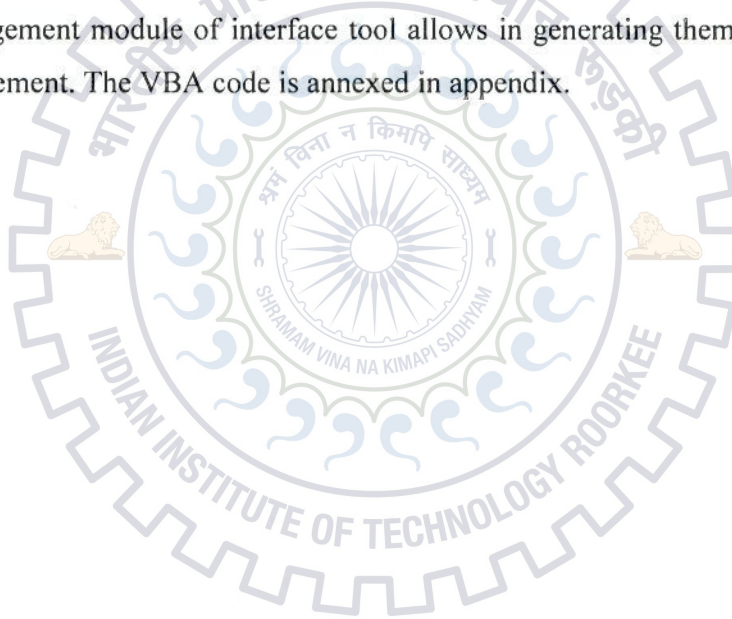 gement module of interface tool allows in generating them
ement. The VBA code is annexed in appendix.
श्रमं विना न किमपि साध्यम
SHRAMAM VINA NA KIMAPI SADHYAM
INDIAN INSTITUTE OF TECHNOLOGY ROORKEE